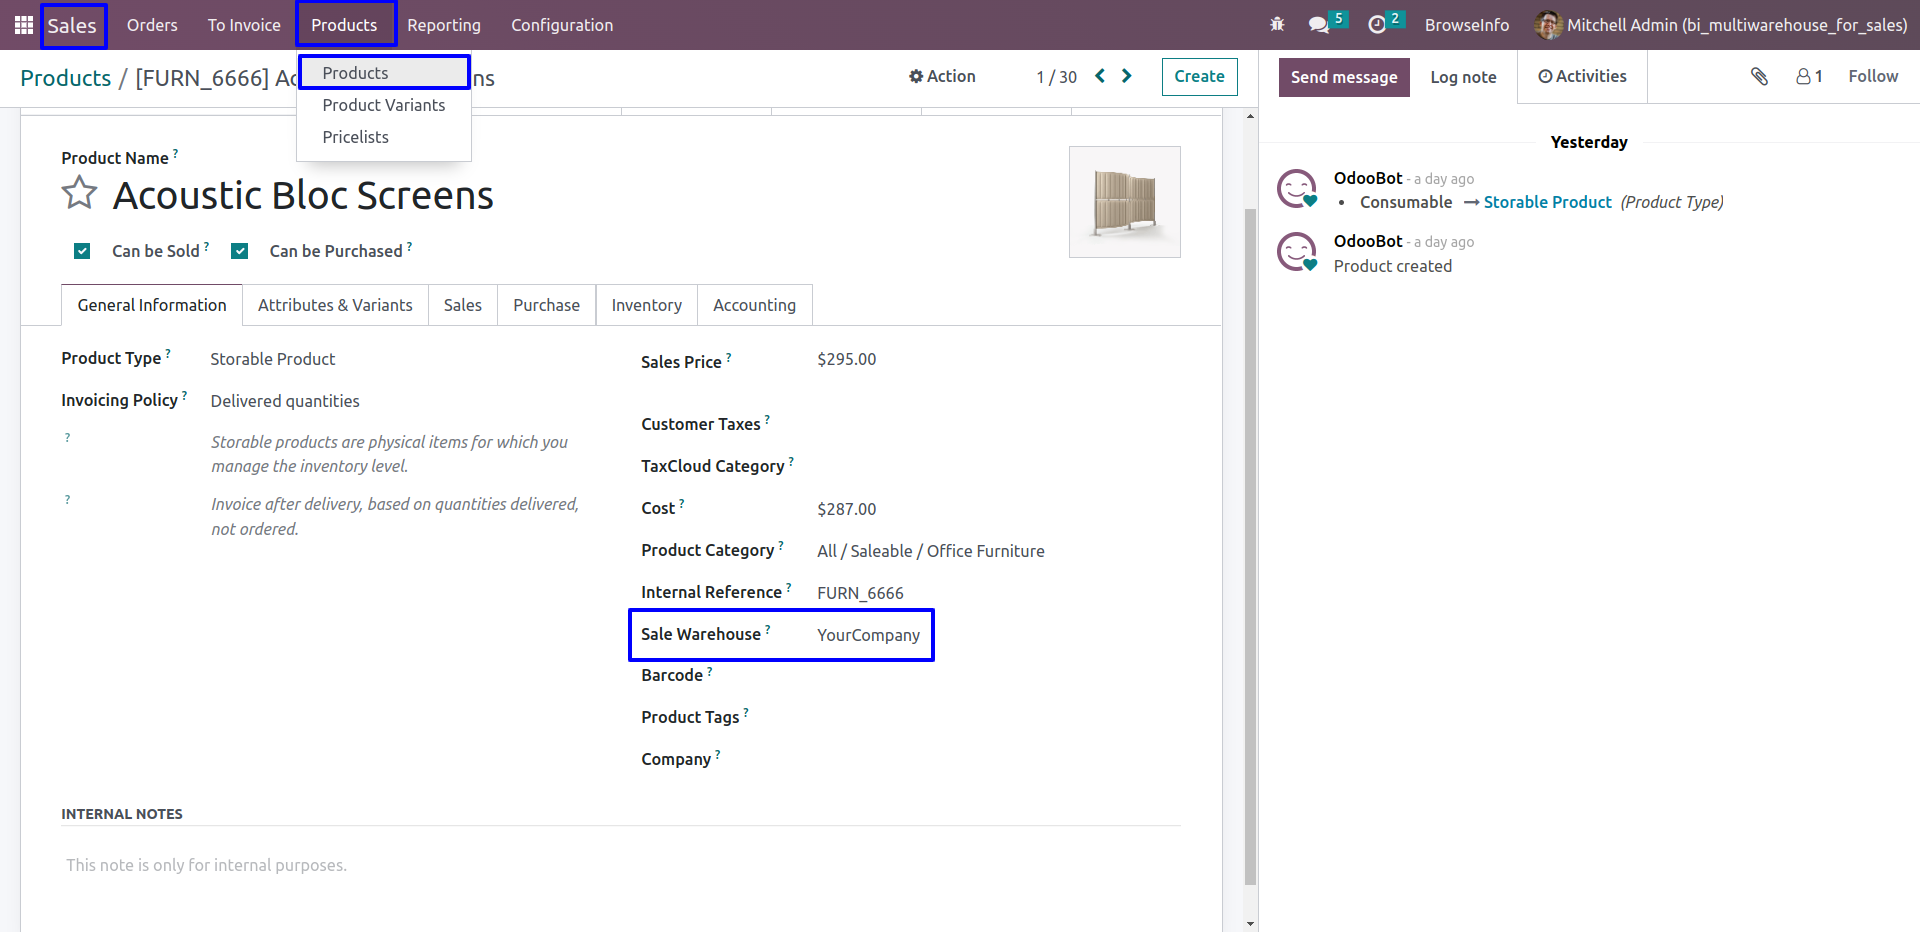 Sales Orders To Invoice Products Reporting Configuration 5 2 BrowseInfo Mitchell Admin (bi_multiwarehouse_for_sales)
Products / [FURN_6666] Ac ns Action 1 / 30 Create Send message Log note Activities 1 Follow
Products
Product Variants
Pricelists
Product Name ?
Acoustic Bloc Screens
Can be Sold ? Can be Purchased ?
General Information Attributes & Variants Sales Purchase Inventory Accounting
Product Type ? Storable Product
Invoicing Policy ? Delivered quantities
? Storable products are physical items for which you
manage the inventory level.
? Invoice after delivery, based on quantities delivered,
not ordered.
Sales Price ? $295.00
Customer Taxes ?
TaxCloud Category ?
Cost ? $287.00
Product Category ? All / Saleable / Office Furniture
Internal Reference ? FURN_6666
Sale Warehouse ? YourCompany
Barcode ?
Product Tags ?
Company ?
INTERNAL NOTES
This note is only for internal purposes.
Yesterday
OdooBot - a day ago
• Consumable → Storable Product (Product Type)
OdooBot - a day ago
Product created